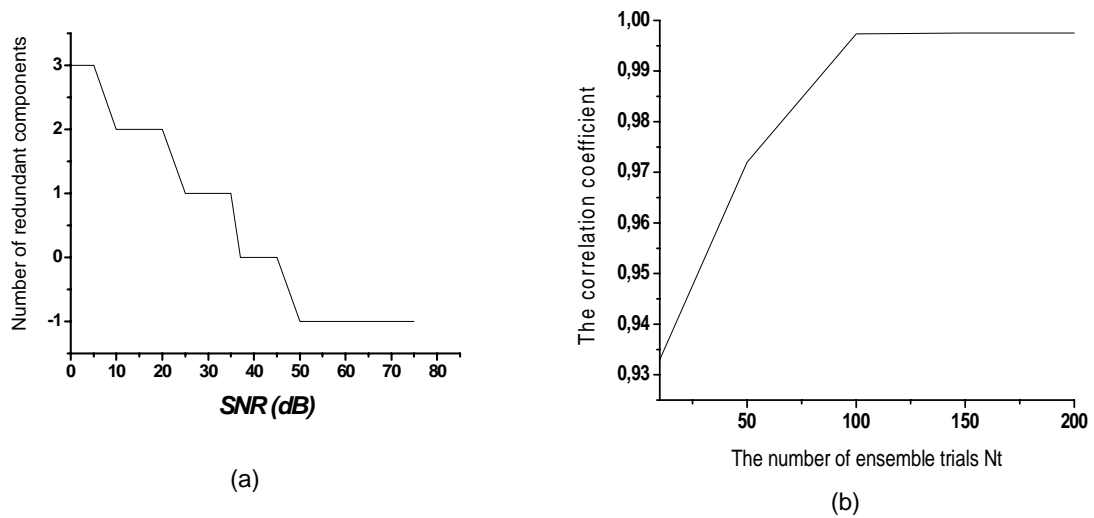 Number of redundant components
3
2
1
0
-1
0 10 20 30 40 50 60 70 80
SNR (dB)
(a)
The correlation coefficient
1,00
0,99
0,98
0,97
0,96
0,95
0,94
0,93
50 100 150 200
The number of ensemble trials Nt
(b)